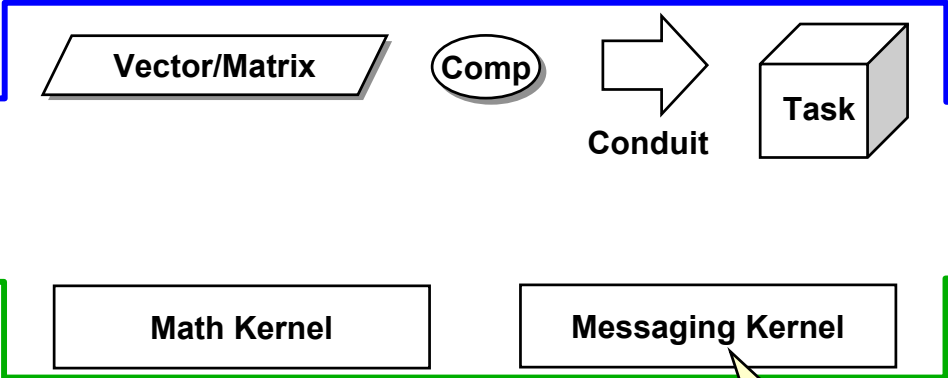 Vector/Matrix
Comp
Conduit
Task
Math Kernel
Messaging Kernel